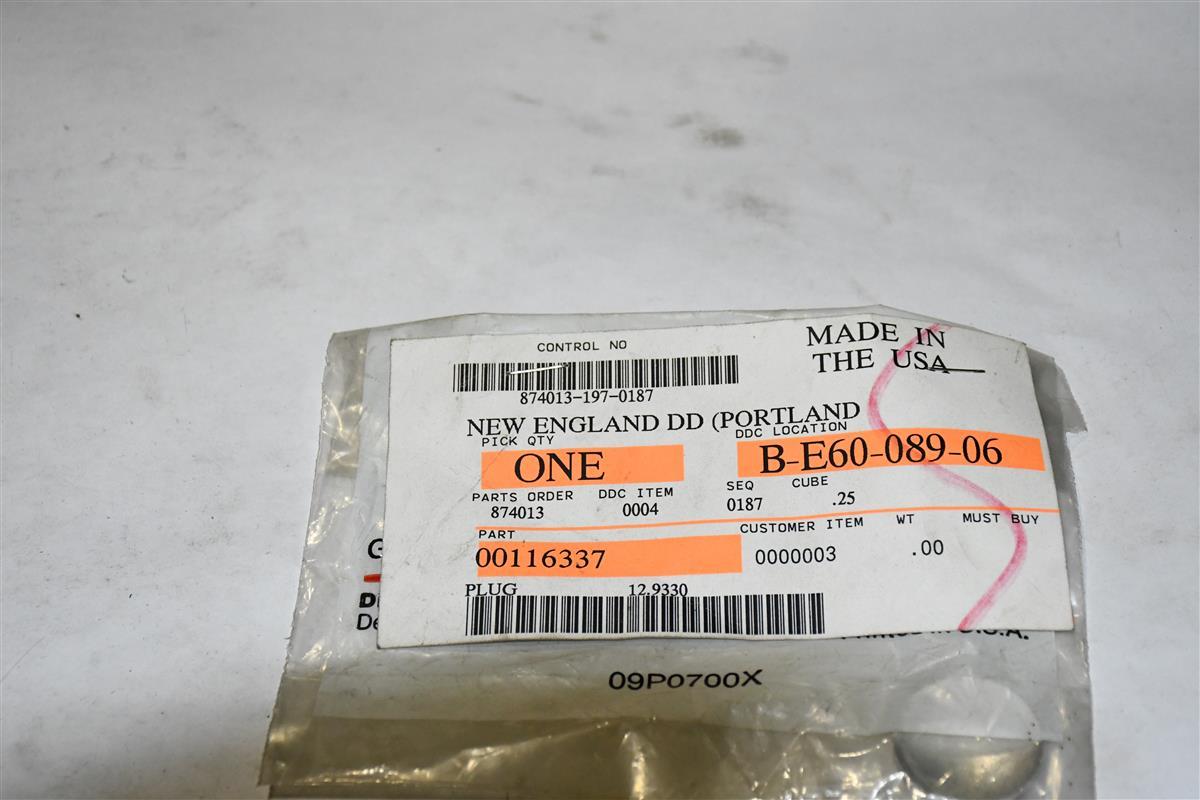 CONTROL NO
874013-197-0187
MADE IN
THE USA
NEW ENGLAND DD (PORTLAND
PICK QTY
DDC LOCATION
ONE
B-E60-089-06
PARTS ORDER DDC ITEM SEQ CUBE
874013 0004 0187 .25
PART CUSTOMER ITEM WT MUST BUY
00116337 0000003 .00
PLUG 12.9330
09P0700X